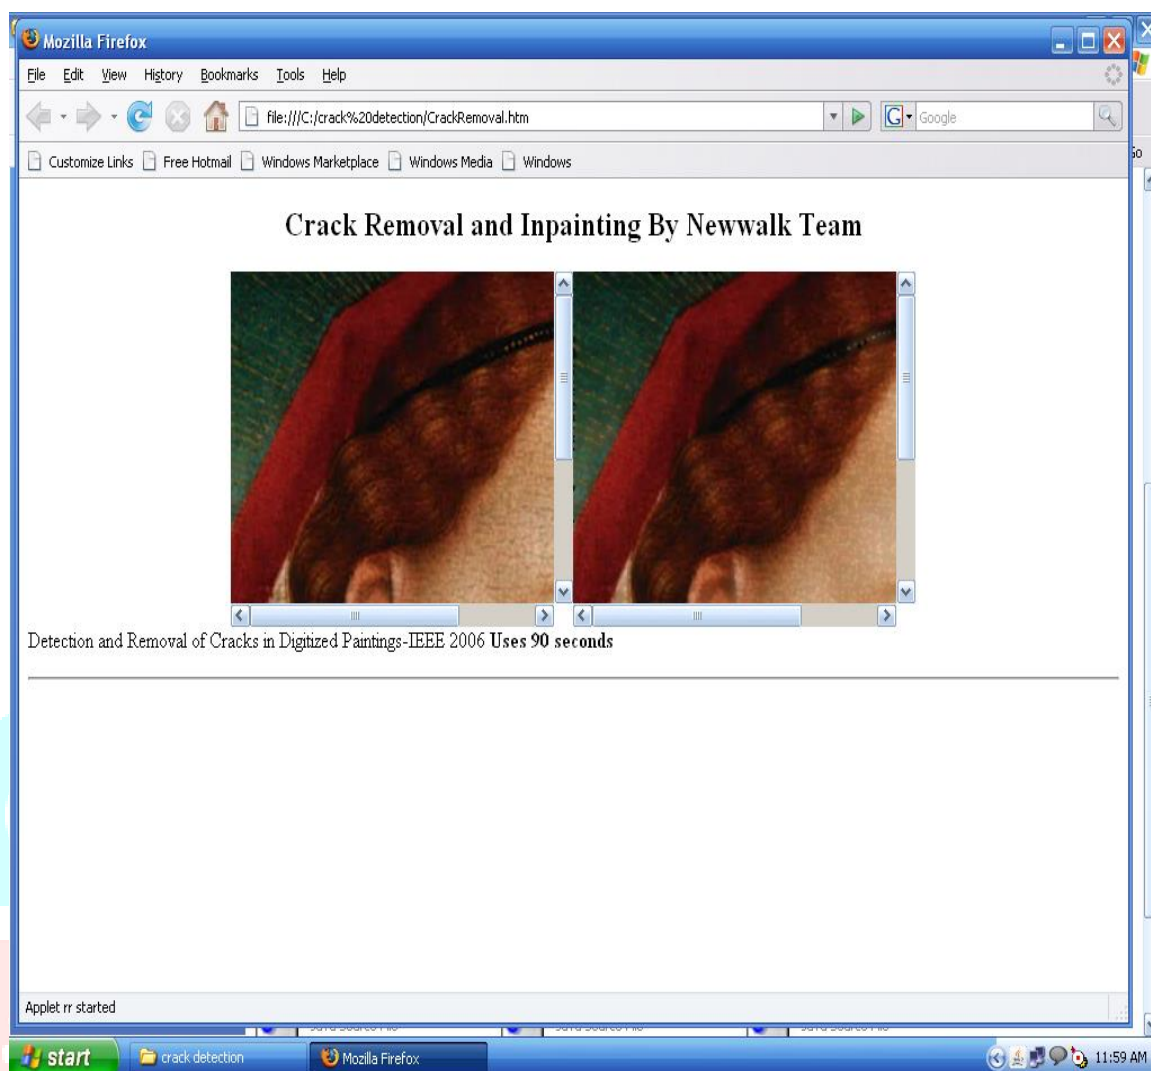 Mozilla Firefox
File Edit View History Bookmarks Tools Help
file:///C:/crack%20detection/CrackRemoval.htm
G Google
Customize Links Free Hotmail Windows Marketplace Windows Media Windows
Crack Removal and Inpainting By Newwalk Team
Detection and Removal of Cracks in Digitized Paintings-IEEE 2006 Uses 90 seconds
Applet rr started
start crack detection Mozilla Firefox 11:59 AM